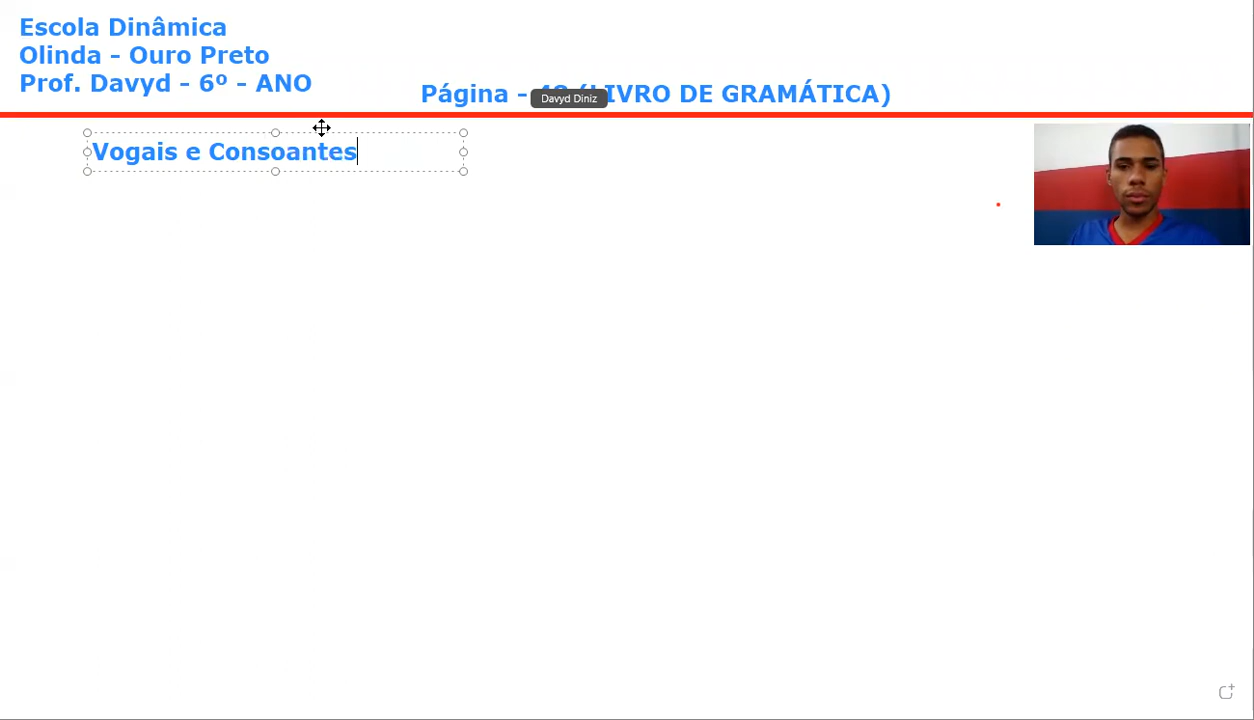 Escola Dinâmica
Olinda - Ouro Preto
Prof. Davyd - 6º - ANO
Página - (LIVRO DE GRAMÁTICA)
Davyd Diniz
Vogais e Consoantes